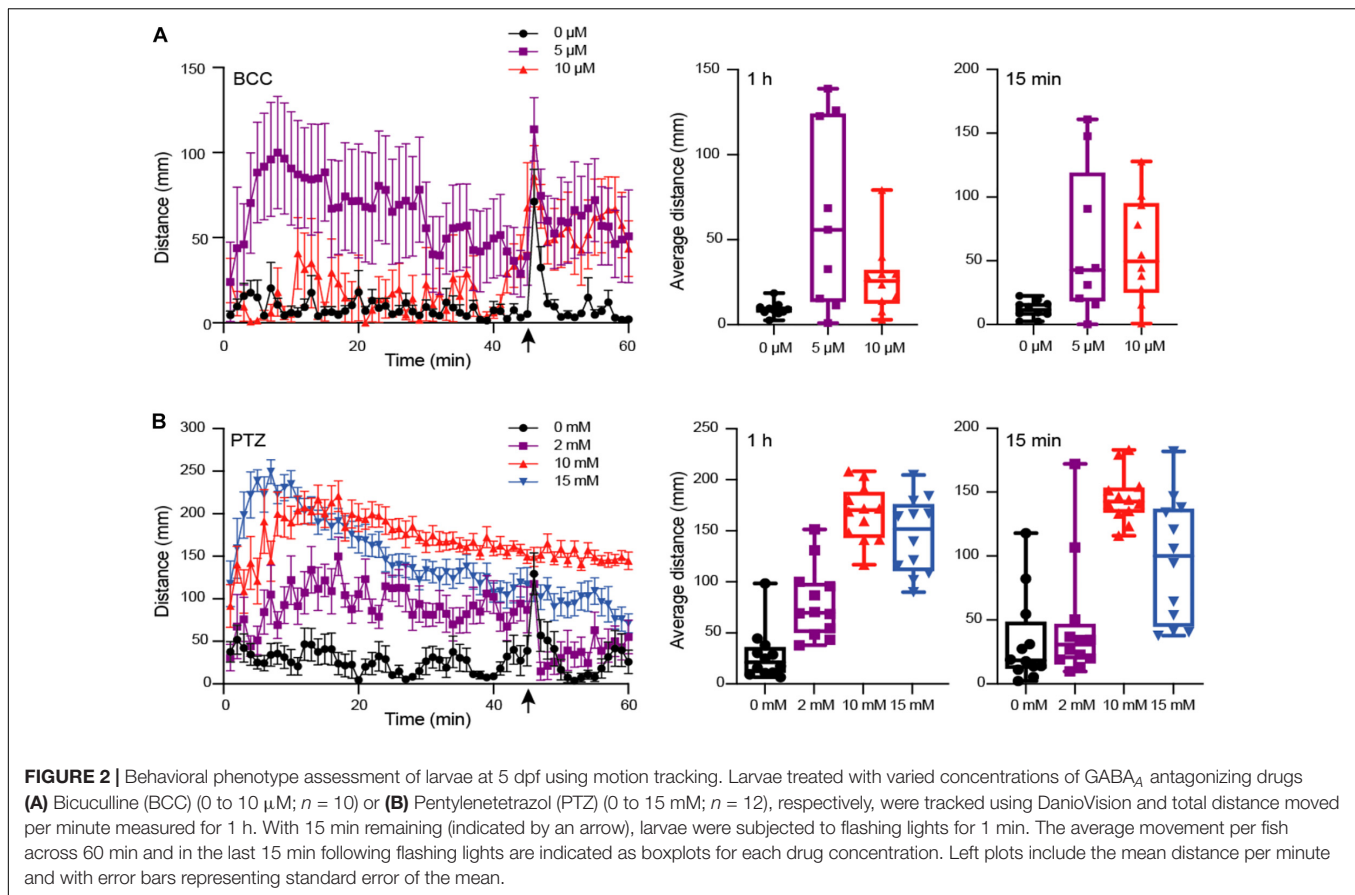 A
BCC
0 µM
5 µM
10 µM
Distance (mm)
150
100
50
0
0 20 40 60
Time (min)
1 h
Average distance (mm)
150
100
50
0
0 µM 5 µM 10 µM
15 min
200
150
100
50
0
0 µM 5 µM 10 µM
B
PTZ
0 mM
2 mM
10 mM
15 mM
Distance (mm)
300
250
200
150
100
50
0
0 20 40 60
Time (min)
1 h
Average distance (mm)
250
200
150
100
50
0
0 mM 2 mM 10 mM 15 mM
15 min
200
150
100
50
0
0 mM 2 mM 10 mM 15 mM
FIGURE 2 | Behavioral phenotype assessment of larvae at 5 dpf using motion tracking. Larvae treated with varied concentrations of GABA_A antagonizing drugs
(A) Bicuculline (BCC) (0 to 10 μM; n = 10) or (B) Pentylenetetrazol (PTZ) (0 to 15 mM; n = 12), respectively, were tracked using DanioVision and total distance moved
per minute measured for 1 h. With 15 min remaining (indicated by an arrow), larvae were subjected to flashing lights for 1 min. The average movement per fish
across 60 min and in the last 15 min following flashing lights are indicated as boxplots for each drug concentration. Left plots include the mean distance per minute
and with error bars representing standard error of the mean.